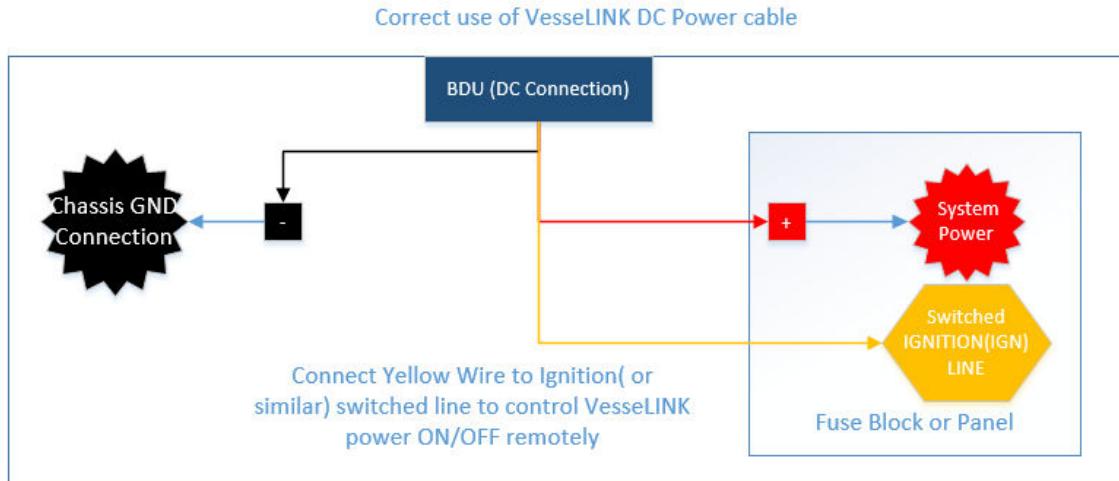 Correct use of VesseLINK DC Power cable
BDU (DC Connection)
Chassis GND
Connection
-
+
System
Power
Switched
IGNITION(IGN)
LINE
Connect Yellow Wire to Ignition( or
similar) switched line to control VesseLINK
power ON/OFF remotely
Fuse Block or Panel